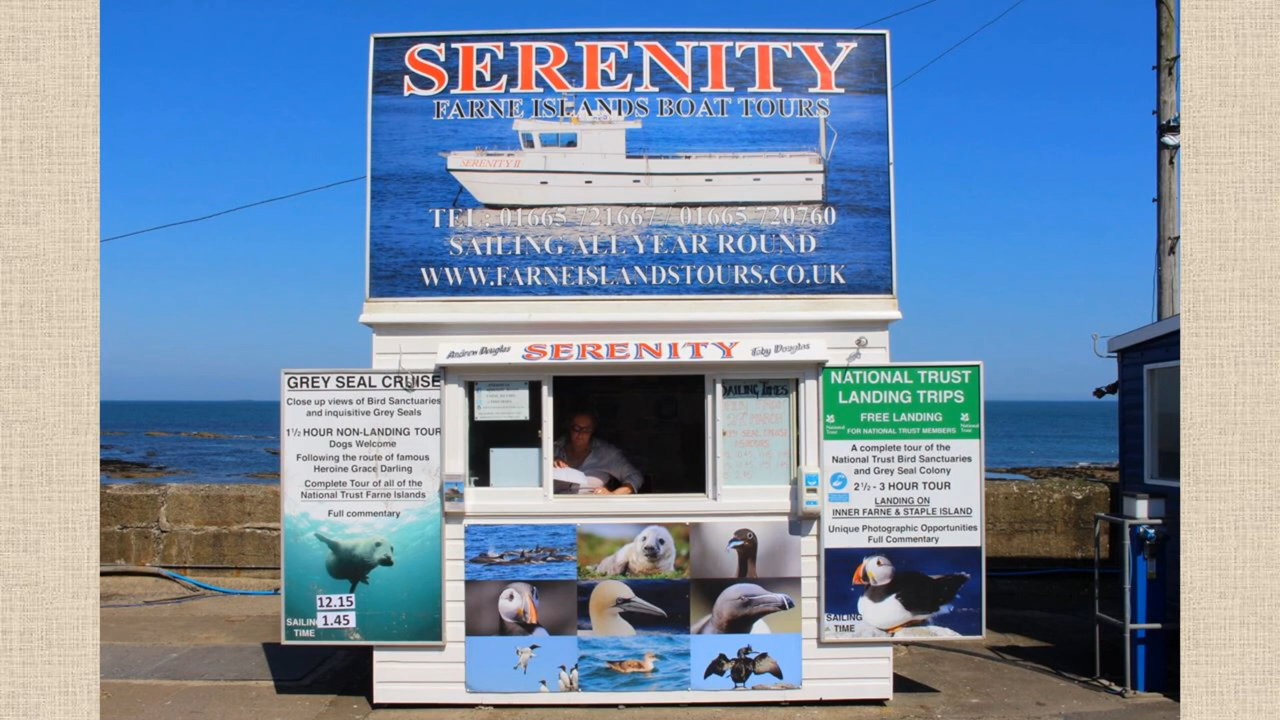 SERENITY
FARNE ISLANDS BOAT TOURS
SERENITY II
TEL: 01665 721667 / 01665 720760
SAILING ALL YEAR ROUND
WWW.FARNEISLANDSTOURS.CO.UK
Andrew Douglas SERENITY Toby Douglas
GREY SEAL CRUISE
Close up views of Bird Sanctuaries
and inquisitive Grey Seals
1½ HOUR NON-LANDING TOUR
Dogs Welcome
Following the route of famous
Heroine Grace Darling
Complete Tour of all of the
National Trust Farne Islands
Full commentary
12.15
1.45
SAILING
TIME
SAILING TIMES
NATIONAL TRUST
LANDING TRIPS
FREE LANDING
FOR NATIONAL TRUST MEMBERS
National Trust
National Trust
A complete tour of the
National Trust Bird Sanctuaries
and Grey Seal Colony
2½ - 3 HOUR TOUR
LANDING ON
INNER FARNE & STAPLE ISLAND
Unique Photographic Opportunities
Full Commentary
SAILING
TIME